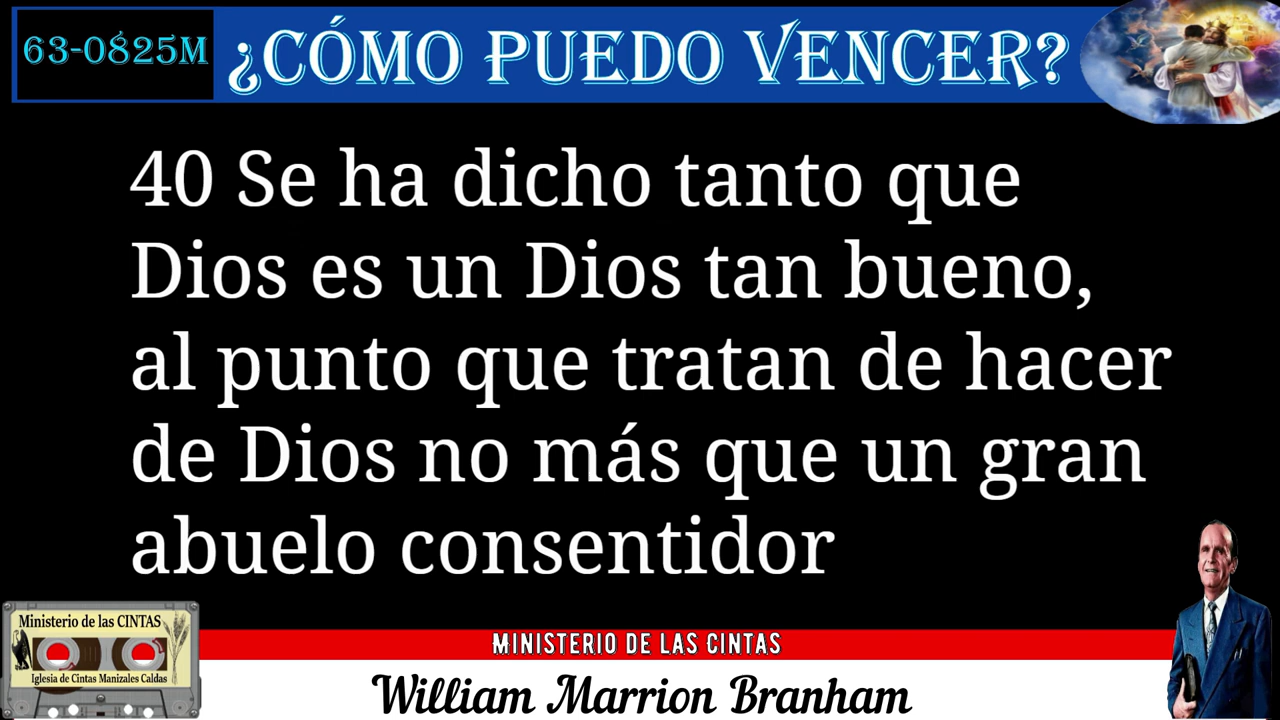 63-0825M
¿CÓMO PUEDO VENCER?
40 Se ha dicho tanto que
Dios es un Dios tan bueno,
al punto que tratan de hacer
de Dios no más que un gran
abuelo consentidor
Ministerio de las CINTAS
Iglesia de Cintas Manizales Caldas
MINISTERIO DE LAS CINTAS
William Marrion Branham